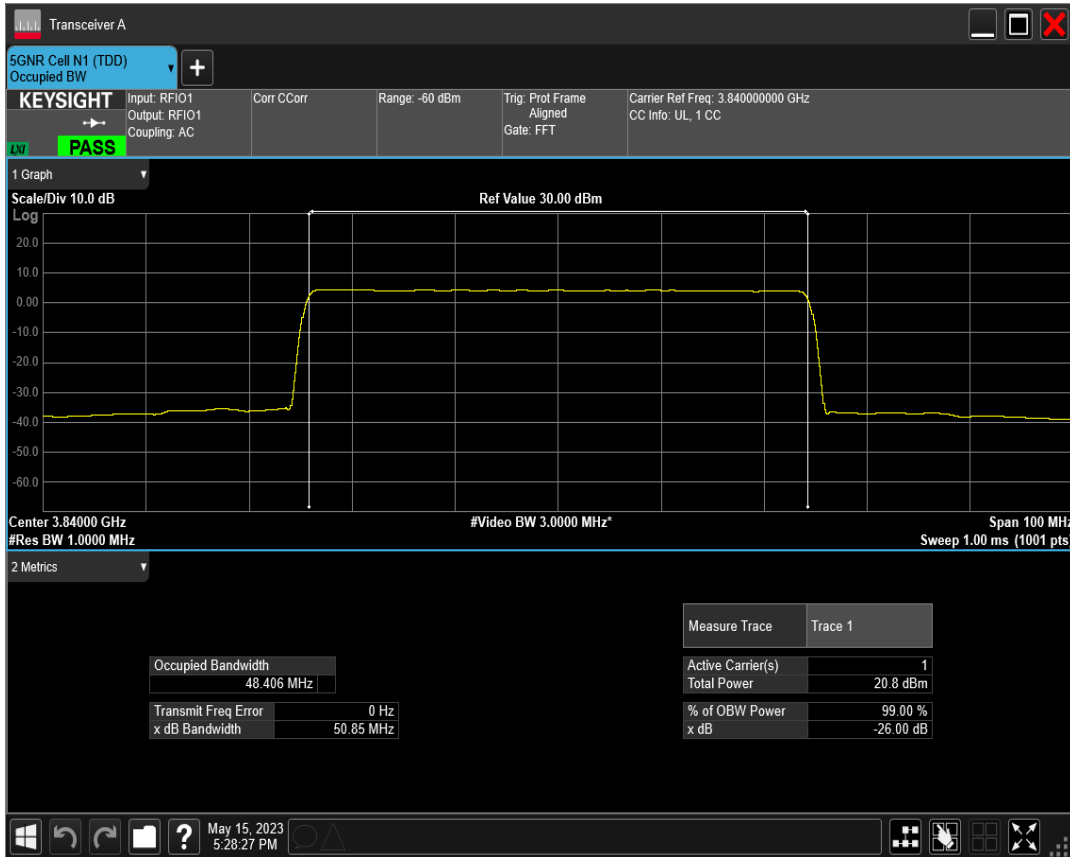 Transceiver A
5GNR Cell N1 (TDD)
Occupied BW
+
KEYSIGHT
LXI
PASS
Input: RFIO1
Output: RFIO1
Coupling: AC
Corr CCorr
Range: -60 dBm
Trig: Prot Frame
Aligned
Gate: FFT
Carrier Ref Freq: 3.840000000 GHz
CC Info: UL, 1 CC
1 Graph
Scale/Div 10.0 dB
Ref Value 30.00 dBm
Log
20.0
10.0
0.00
-10.0
-20.0
-30.0
-40.0
-50.0
-60.0
Center 3.84000 GHz
#Video BW 3.0000 MHz*
Span 100 MHz
#Res BW 1.0000 MHz
Sweep 1.00 ms (1001 pts)
2 Metrics
Measure Trace Trace 1
Occupied Bandwidth
48.406 MHz
Active Carrier(s) 1
Total Power 20.8 dBm
Transmit Freq Error 0 Hz
x dB Bandwidth 50.85 MHz
% of OBW Power 99.00 %
x dB -26.00 dB
?
May 15, 2023
5:28:27 PM